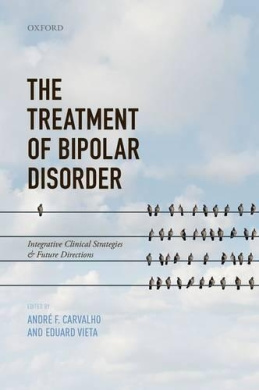 OXFORD
THE
TREATMENT
OF BIPOLAR
DISORDER
Integrative Clinical Strategies
& Future Directions
EDITED BY
ANDRÉ F. CARVALHO
AND EDUARD VIETA